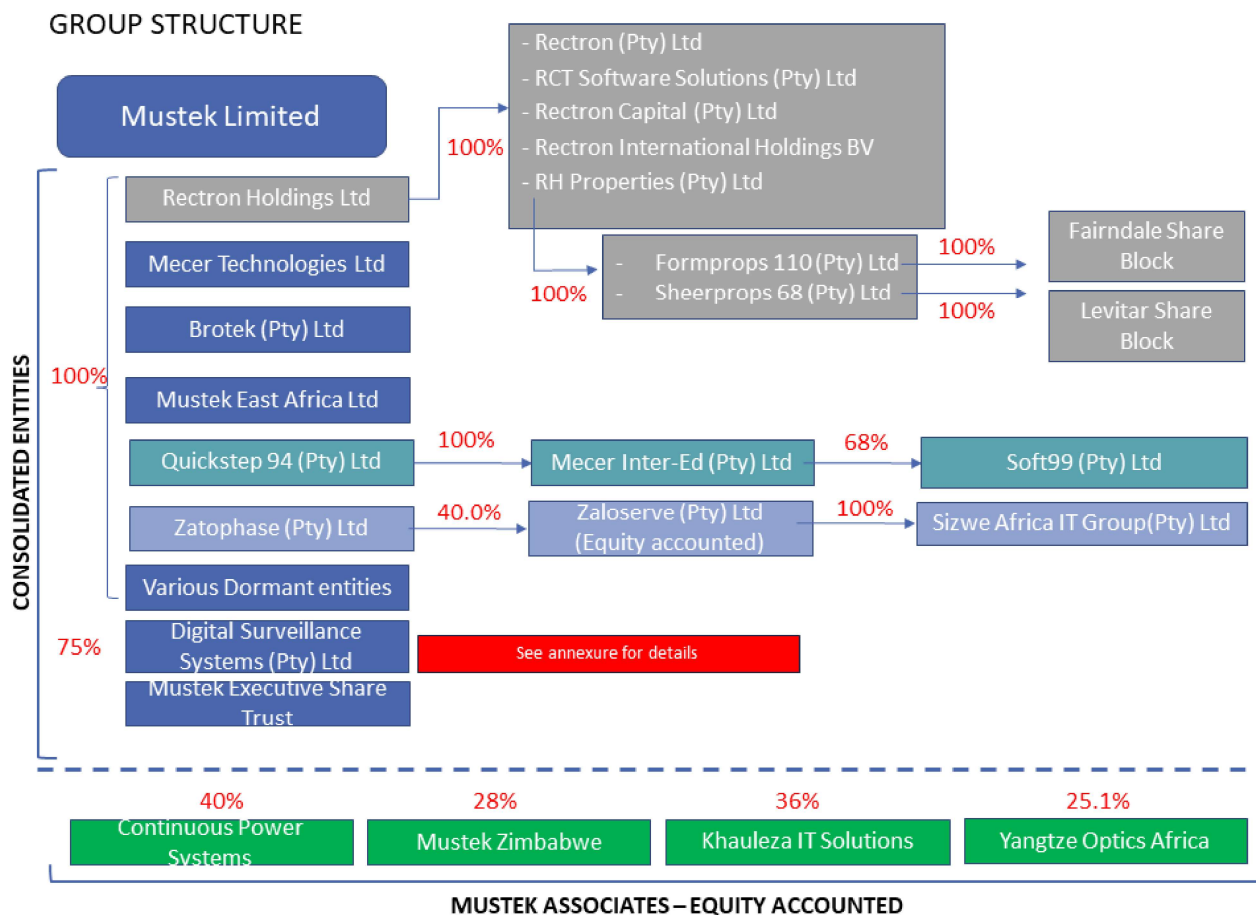 GROUP STRUCTURE
Mustek Limited
- Rectron (Pty) Ltd
- RCT Software Solutions (Pty) Ltd
- Rectron Capital (Pty) Ltd
- Rectron International Holdings BV
- RH Properties (Pty) Ltd
100%
Rectron Holdings Ltd
Mecer Technologies Ltd
- Formprops 110 (Pty) Ltd
- Sheerprops 68 (Pty) Ltd
100%
100%
100%
Fairndale Share
Block
Levitar Share
Block
Brotek (Pty) Ltd
100%
Mustek East Africa Ltd
Quickstep 94 (Pty) Ltd
100%
Mecer Inter-Ed (Pty) Ltd
68%
Soft99 (Pty) Ltd
Zatophase (Pty) Ltd
40.0%
Zaloserve (Pty) Ltd
(Equity accounted)
100%
Sizwe Africa IT Group(Pty) Ltd
Various Dormant entities
75%
Digital Surveillance
Systems (Pty) Ltd
See annexure for details
Mustek Executive Share
Trust
CONSOLIDATED ENTITIES
40%
28%
36%
25.1%
Continuous Power
Systems
Mustek Zimbabwe
Khauleza IT Solutions
Yangtze Optics Africa
MUSTEK ASSOCIATES – EQUITY ACCOUNTED